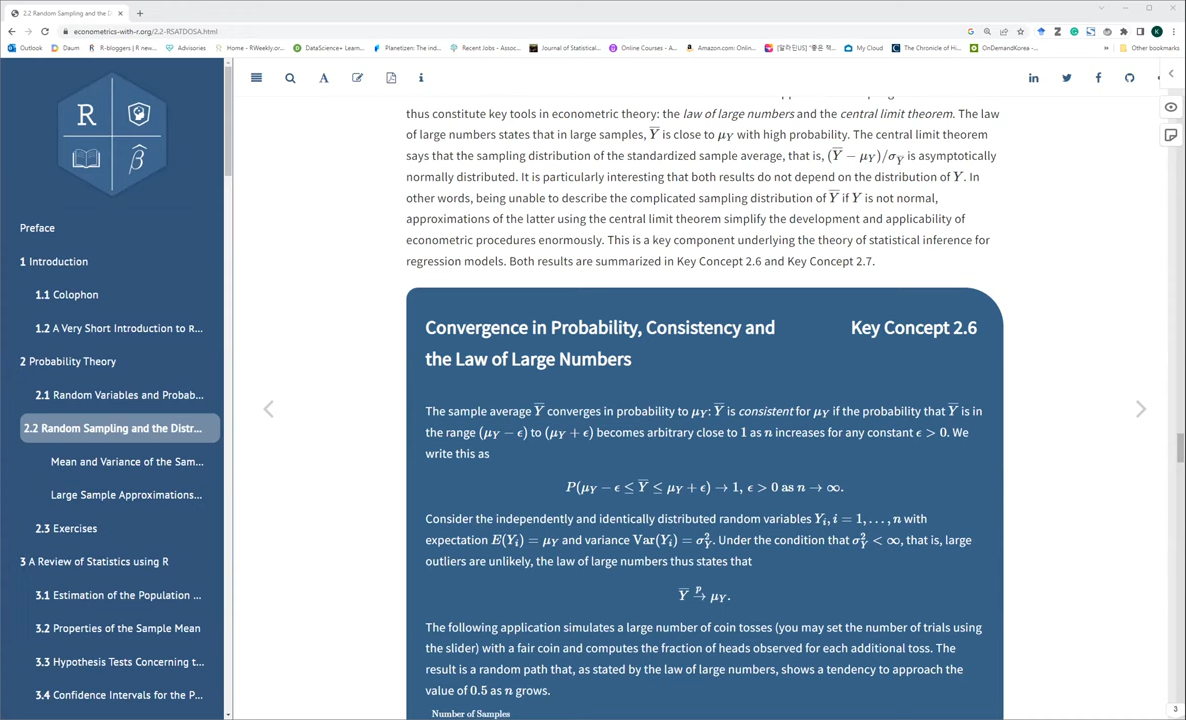 2.2 Random Sampling and the D
econometrics-with-r.org/2.2-RSATDOSA.html
Outlook
Daum
R-bloggers | R new...
Advisories
Home - RWeekly.or...
DataScience+ Learn...
Planetizen: The ind...
Recent Jobs - Assoc...
Journal of Statistical...
Online Courses - A...
Amazon.com: Onlin...
[알라딘US] "좋은 책...
My Cloud
The Chronicle of Hi...
OnDemandKorea -...
Other bookmarks
R
β̂
Preface
1 Introduction
1.1 Colophon
1.2 A Very Short Introduction to R...
2 Probability Theory
2.1 Random Variables and Probab...
2.2 Random Sampling and the Distr...
Mean and Variance of the Sam...
Large Sample Approximations...
2.3 Exercises
3 A Review of Statistics using R
3.1 Estimation of the Population ...
3.2 Properties of the Sample Mean
3.3 Hypothesis Tests Concerning t...
3.4 Confidence Intervals for the P...
thus constitute key tools in econometric theory: the law of large numbers and the central limit theorem. The law
of large numbers states that in large samples, Y̅ is close to μ_Y with high probability. The central limit theorem
says that the sampling distribution of the standardized sample average, that is, (Y̅ − μ_Y)/σ_Y̅ is asymptotically
normally distributed. It is particularly interesting that both results do not depend on the distribution of Y. In
other words, being unable to describe the complicated sampling distribution of Y̅ if Y is not normal,
approximations of the latter using the central limit theorem simplify the development and applicability of
econometric procedures enormously. This is a key component underlying the theory of statistical inference for
regression models. Both results are summarized in Key Concept 2.6 and Key Concept 2.7.
Convergence in Probability, Consistency and
the Law of Large Numbers
Key Concept 2.6
The sample average Y̅ converges in probability to μ_Y: Y̅ is consistent for μ_Y if the probability that Y̅ is in
the range (μ_Y − ϵ) to (μ_Y + ϵ) becomes arbitrary close to 1 as n increases for any constant ϵ > 0. We
write this as
P(μ_Y − ϵ ≤ Y̅ ≤ μ_Y + ϵ) → 1, ϵ > 0 as n → ∞.
Consider the independently and identically distributed random variables Y_i, i = 1, . . . , n with
expectation E(Y_i) = μ_Y and variance Var(Y_i) = σ²_Y. Under the condition that σ²_Y < ∞, that is, large
outliers are unlikely, the law of large numbers thus states that
Y̅ →ᵖ μ_Y.
The following application simulates a large number of coin tosses (you may set the number of trials using
the slider) with a fair coin and computes the fraction of heads observed for each additional toss. The
result is a random path that, as stated by the law of large numbers, shows a tendency to approach the
value of 0.5 as n grows.
Number of Samples
3